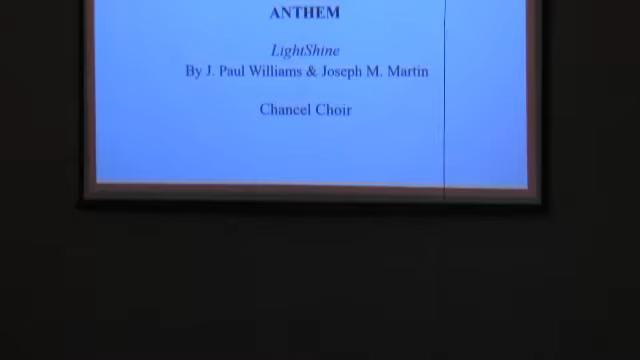 ANTHEM
LightShine
By J. Paul Williams & Joseph M. Martin
Chancel Choir